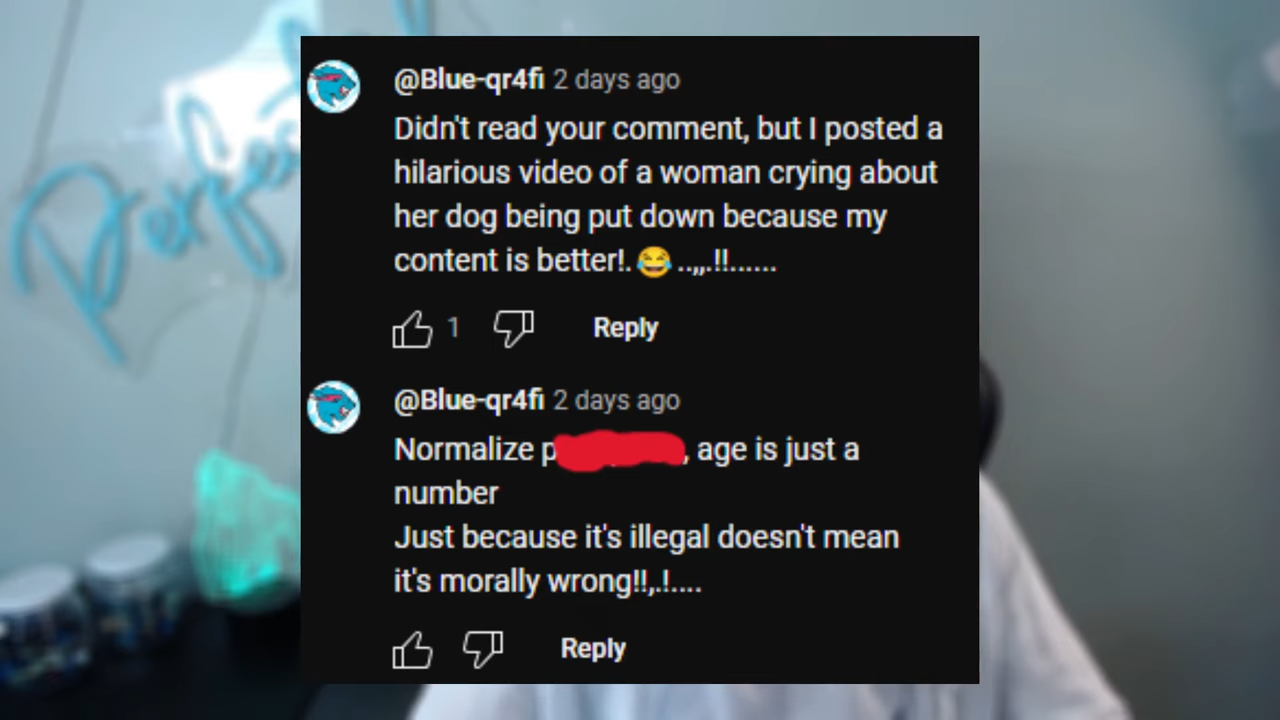 Perfect
@Blue-qr4fi 2 days ago
Didn't read your comment, but I posted a
hilarious video of a woman crying about
her dog being put down because my
content is better!. 😂 ..,,.!!......
1
Reply
@Blue-qr4fi 2 days ago
Normalize p , age is just a
number
Just because it's illegal doesn't mean
it's morally wrong!!,.!....
Reply